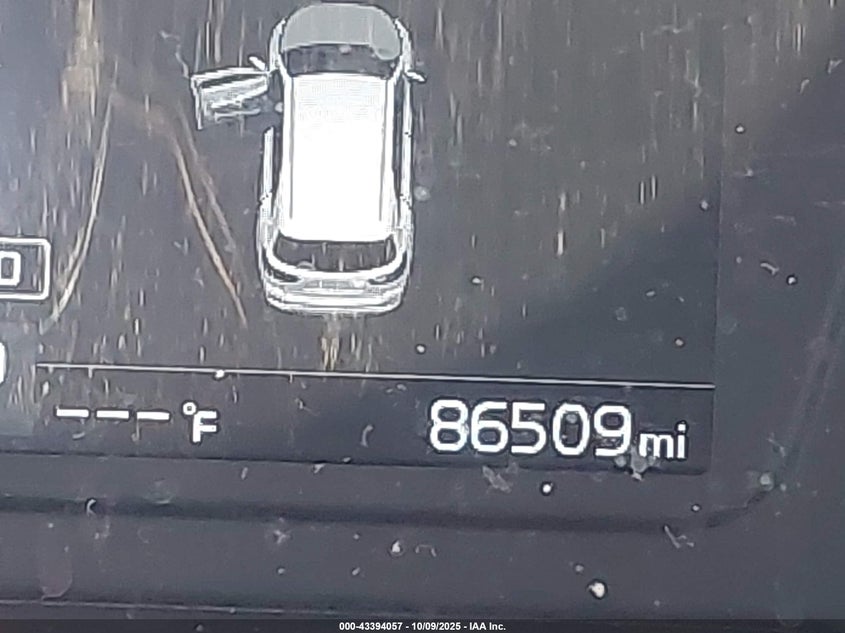 --- °F 86509 mi
000-43394057 - 10/09/2025 - IAA Inc.